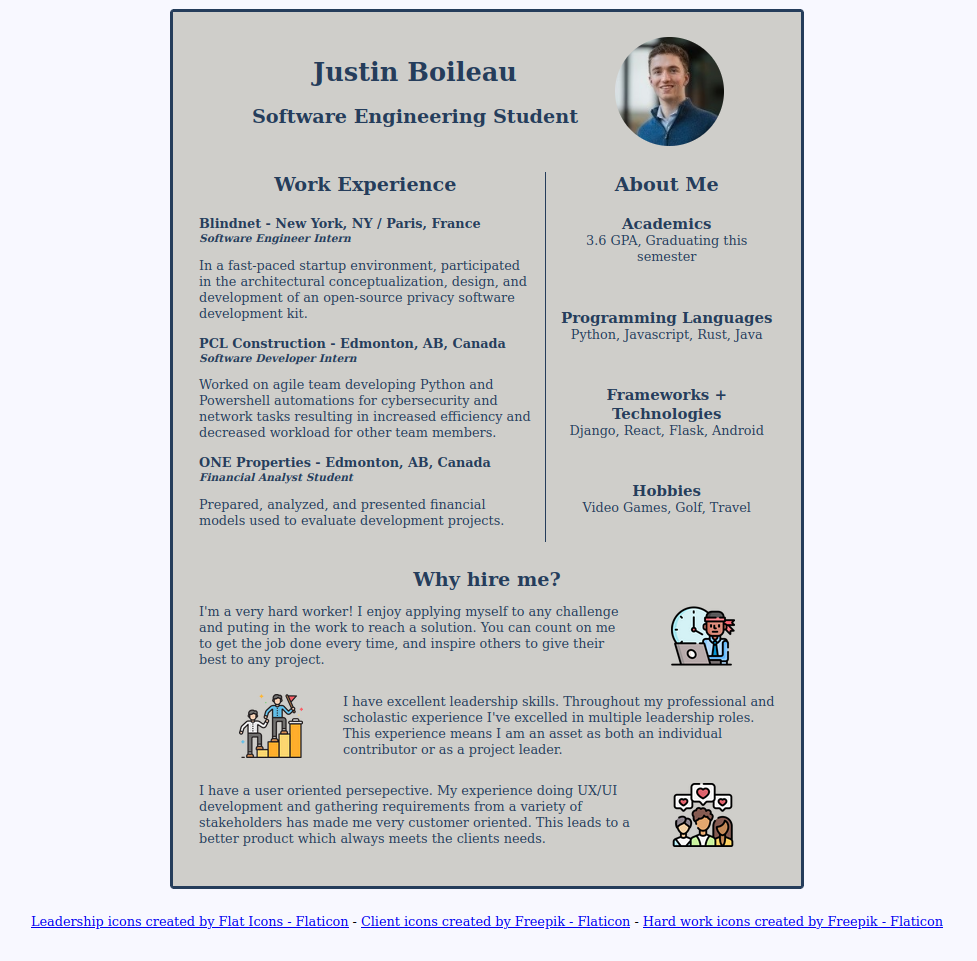 Justin Boileau
Software Engineering Student
Work Experience
Blindnet - New York, NY / Paris, France
Software Engineer Intern
In a fast-paced startup environment, participated
in the architectural conceptualization, design, and
development of an open-source privacy software
development kit.
PCL Construction - Edmonton, AB, Canada
Software Developer Intern
Worked on agile team developing Python and
Powershell automations for cybersecurity and
network tasks resulting in increased efficiency and
decreased workload for other team members.
ONE Properties - Edmonton, AB, Canada
Financial Analyst Student
Prepared, analyzed, and presented financial
models used to evaluate development projects.
About Me
Academics
3.6 GPA, Graduating this
semester
Programming Languages
Python, Javascript, Rust, Java
Frameworks +
Technologies
Django, React, Flask, Android
Hobbies
Video Games, Golf, Travel
Why hire me?
I'm a very hard worker! I enjoy applying myself to any challenge
and puting in the work to reach a solution. You can count on me
to get the job done every time, and inspire others to give their
best to any project.
I have excellent leadership skills. Throughout my professional and
scholastic experience I've excelled in multiple leadership roles.
This experience means I am an asset as both an individual
contributor or as a project leader.
I have a user oriented persepective. My experience doing UX/UI
development and gathering requirements from a variety of
stakeholders has made me very customer oriented. This leads to a
better product which always meets the clients needs.
Leadership icons created by Flat Icons - Flaticon - Client icons created by Freepik - Flaticon - Hard work icons created by Freepik - Flaticon